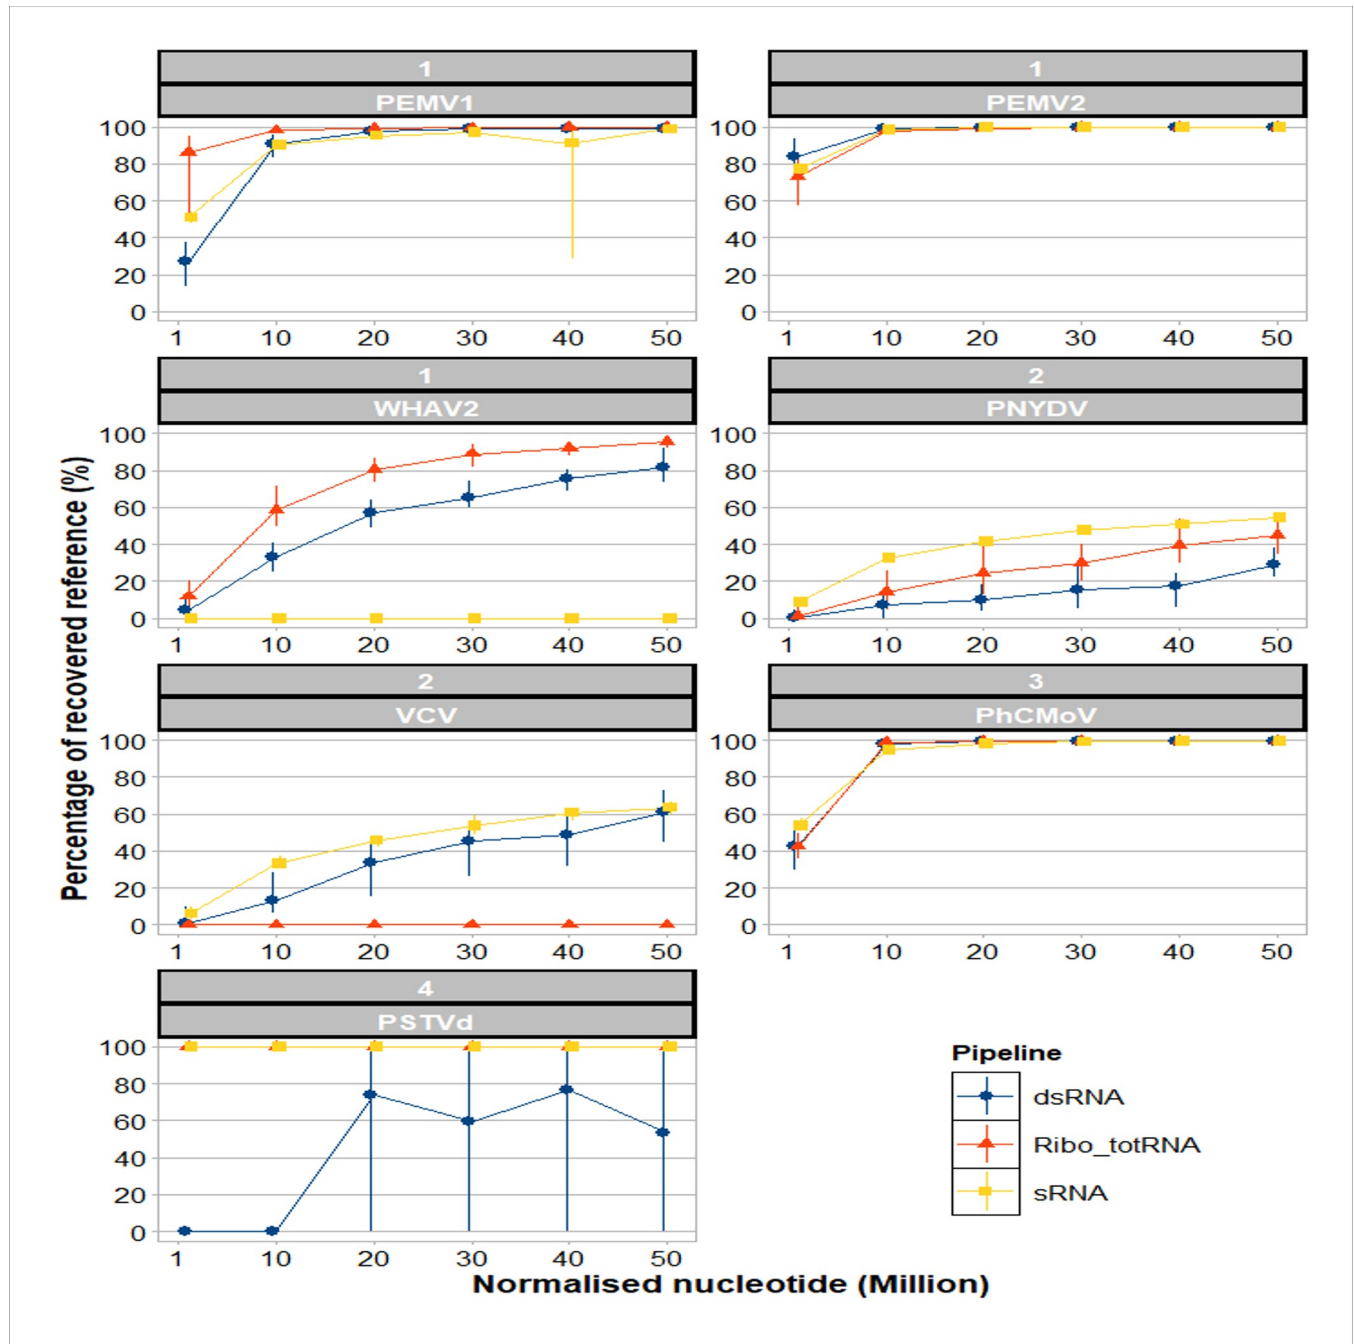 1
PEMV1
100
80
60
40
20
0
1 10 20 30 40 50
1
PEMV2
100
80
60
40
20
0
1 10 20 30 40 50
1
WHAV2
100
80
60
40
20
0
1 10 20 30 40 50
2
PNYDV
100
80
60
40
20
0
1 10 20 30 40 50
2
VCV
100
80
60
40
20
0
1 10 20 30 40 50
3
PhCMoV
100
80
60
40
20
0
1 10 20 30 40 50
4
PSTVd
100
80
60
40
20
0
1 10 20 30 40 50
Percentage of recovered reference (%)
Normalised nucleotide (Million)
Pipeline
dsRNA
Ribo_totRNA
sRNA